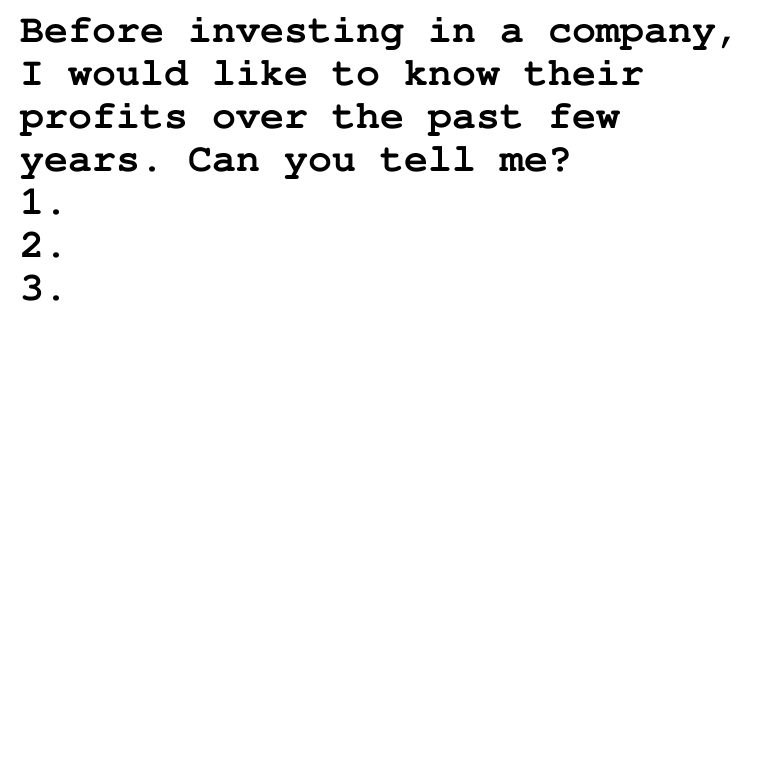 Before investing in a company,
I would like to know their
profits over the past few
years. Can you tell me?
1.
2.
3.